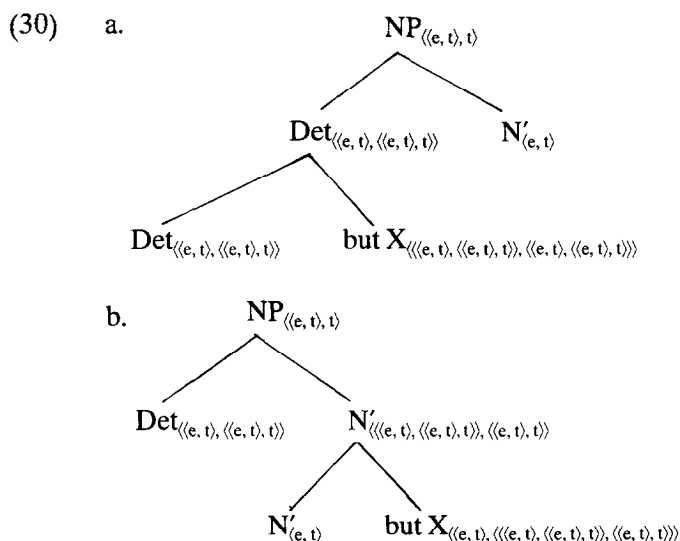 (30) a. NP⟨⟨e, t⟩, t⟩
Det⟨⟨e, t⟩, ⟨⟨e, t⟩, t⟩⟩ N′⟨e, t⟩
Det⟨⟨e, t⟩, ⟨⟨e, t⟩, t⟩⟩ but X⟨⟨⟨e, t⟩, ⟨⟨e, t⟩, t⟩⟩, ⟨⟨e, t⟩, ⟨⟨e, t⟩, t⟩⟩⟩
b. NP⟨⟨e, t⟩, t⟩
Det⟨⟨e, t⟩, ⟨⟨e, t⟩, t⟩⟩ N′⟨⟨⟨e, t⟩, ⟨⟨e, t⟩, t⟩⟩, ⟨⟨e, t⟩, t⟩⟩
N′⟨e, t⟩ but X⟨⟨e, t⟩, ⟨⟨⟨e, t⟩, ⟨⟨e, t⟩, t⟩⟩, ⟨⟨e, t⟩, t⟩⟩⟩